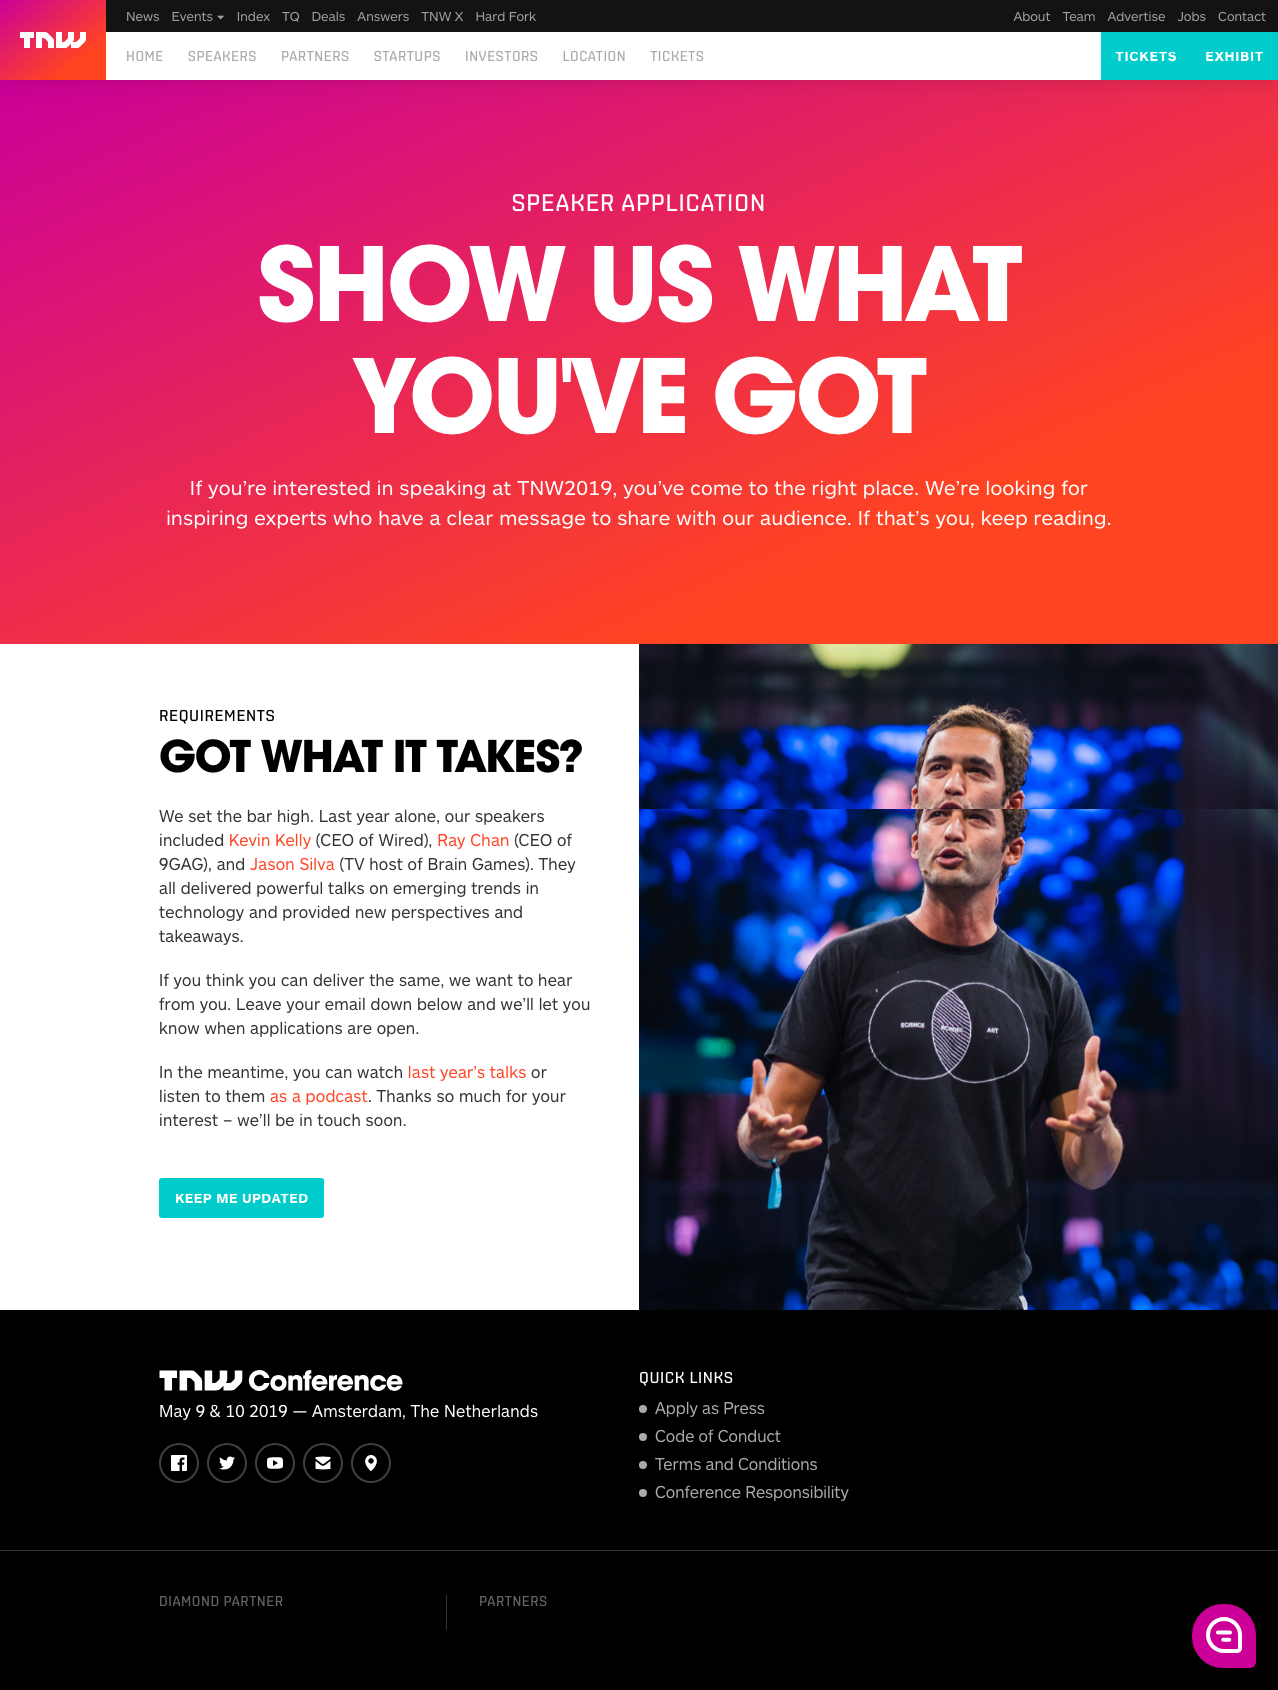 TNW
News Events Index TQ Deals Answers TNW X Hard Fork
About Team Advertise Jobs Contact
HOME SPEAKERS PARTNERS STARTUPS INVESTORS LOCATION TICKETS
TICKETS EXHIBIT
SPEAKER APPLICATION
SHOW US WHAT
YOU'VE GOT
If you’re interested in speaking at TNW2019, you’ve come to the right place. We’re looking for
inspiring experts who have a clear message to share with our audience. If that’s you, keep reading.
REQUIREMENTS
GOT WHAT IT TAKES?
We set the bar high. Last year alone, our speakers
included Kevin Kelly (CEO of Wired), Ray Chan (CEO of
9GAG), and Jason Silva (TV host of Brain Games). They
all delivered powerful talks on emerging trends in
technology and provided new perspectives and
takeaways.
If you think you can deliver the same, we want to hear
from you. Leave your email down below and we’ll let you
know when applications are open.
In the meantime, you can watch last year’s talks or
listen to them as a podcast. Thanks so much for your
interest – we’ll be in touch soon.
KEEP ME UPDATED
SCIENCE
ART
TNW Conference
May 9 & 10 2019 — Amsterdam, The Netherlands
QUICK LINKS
Apply as Press
Code of Conduct
Terms and Conditions
Conference Responsibility
DIAMOND PARTNER
PARTNERS